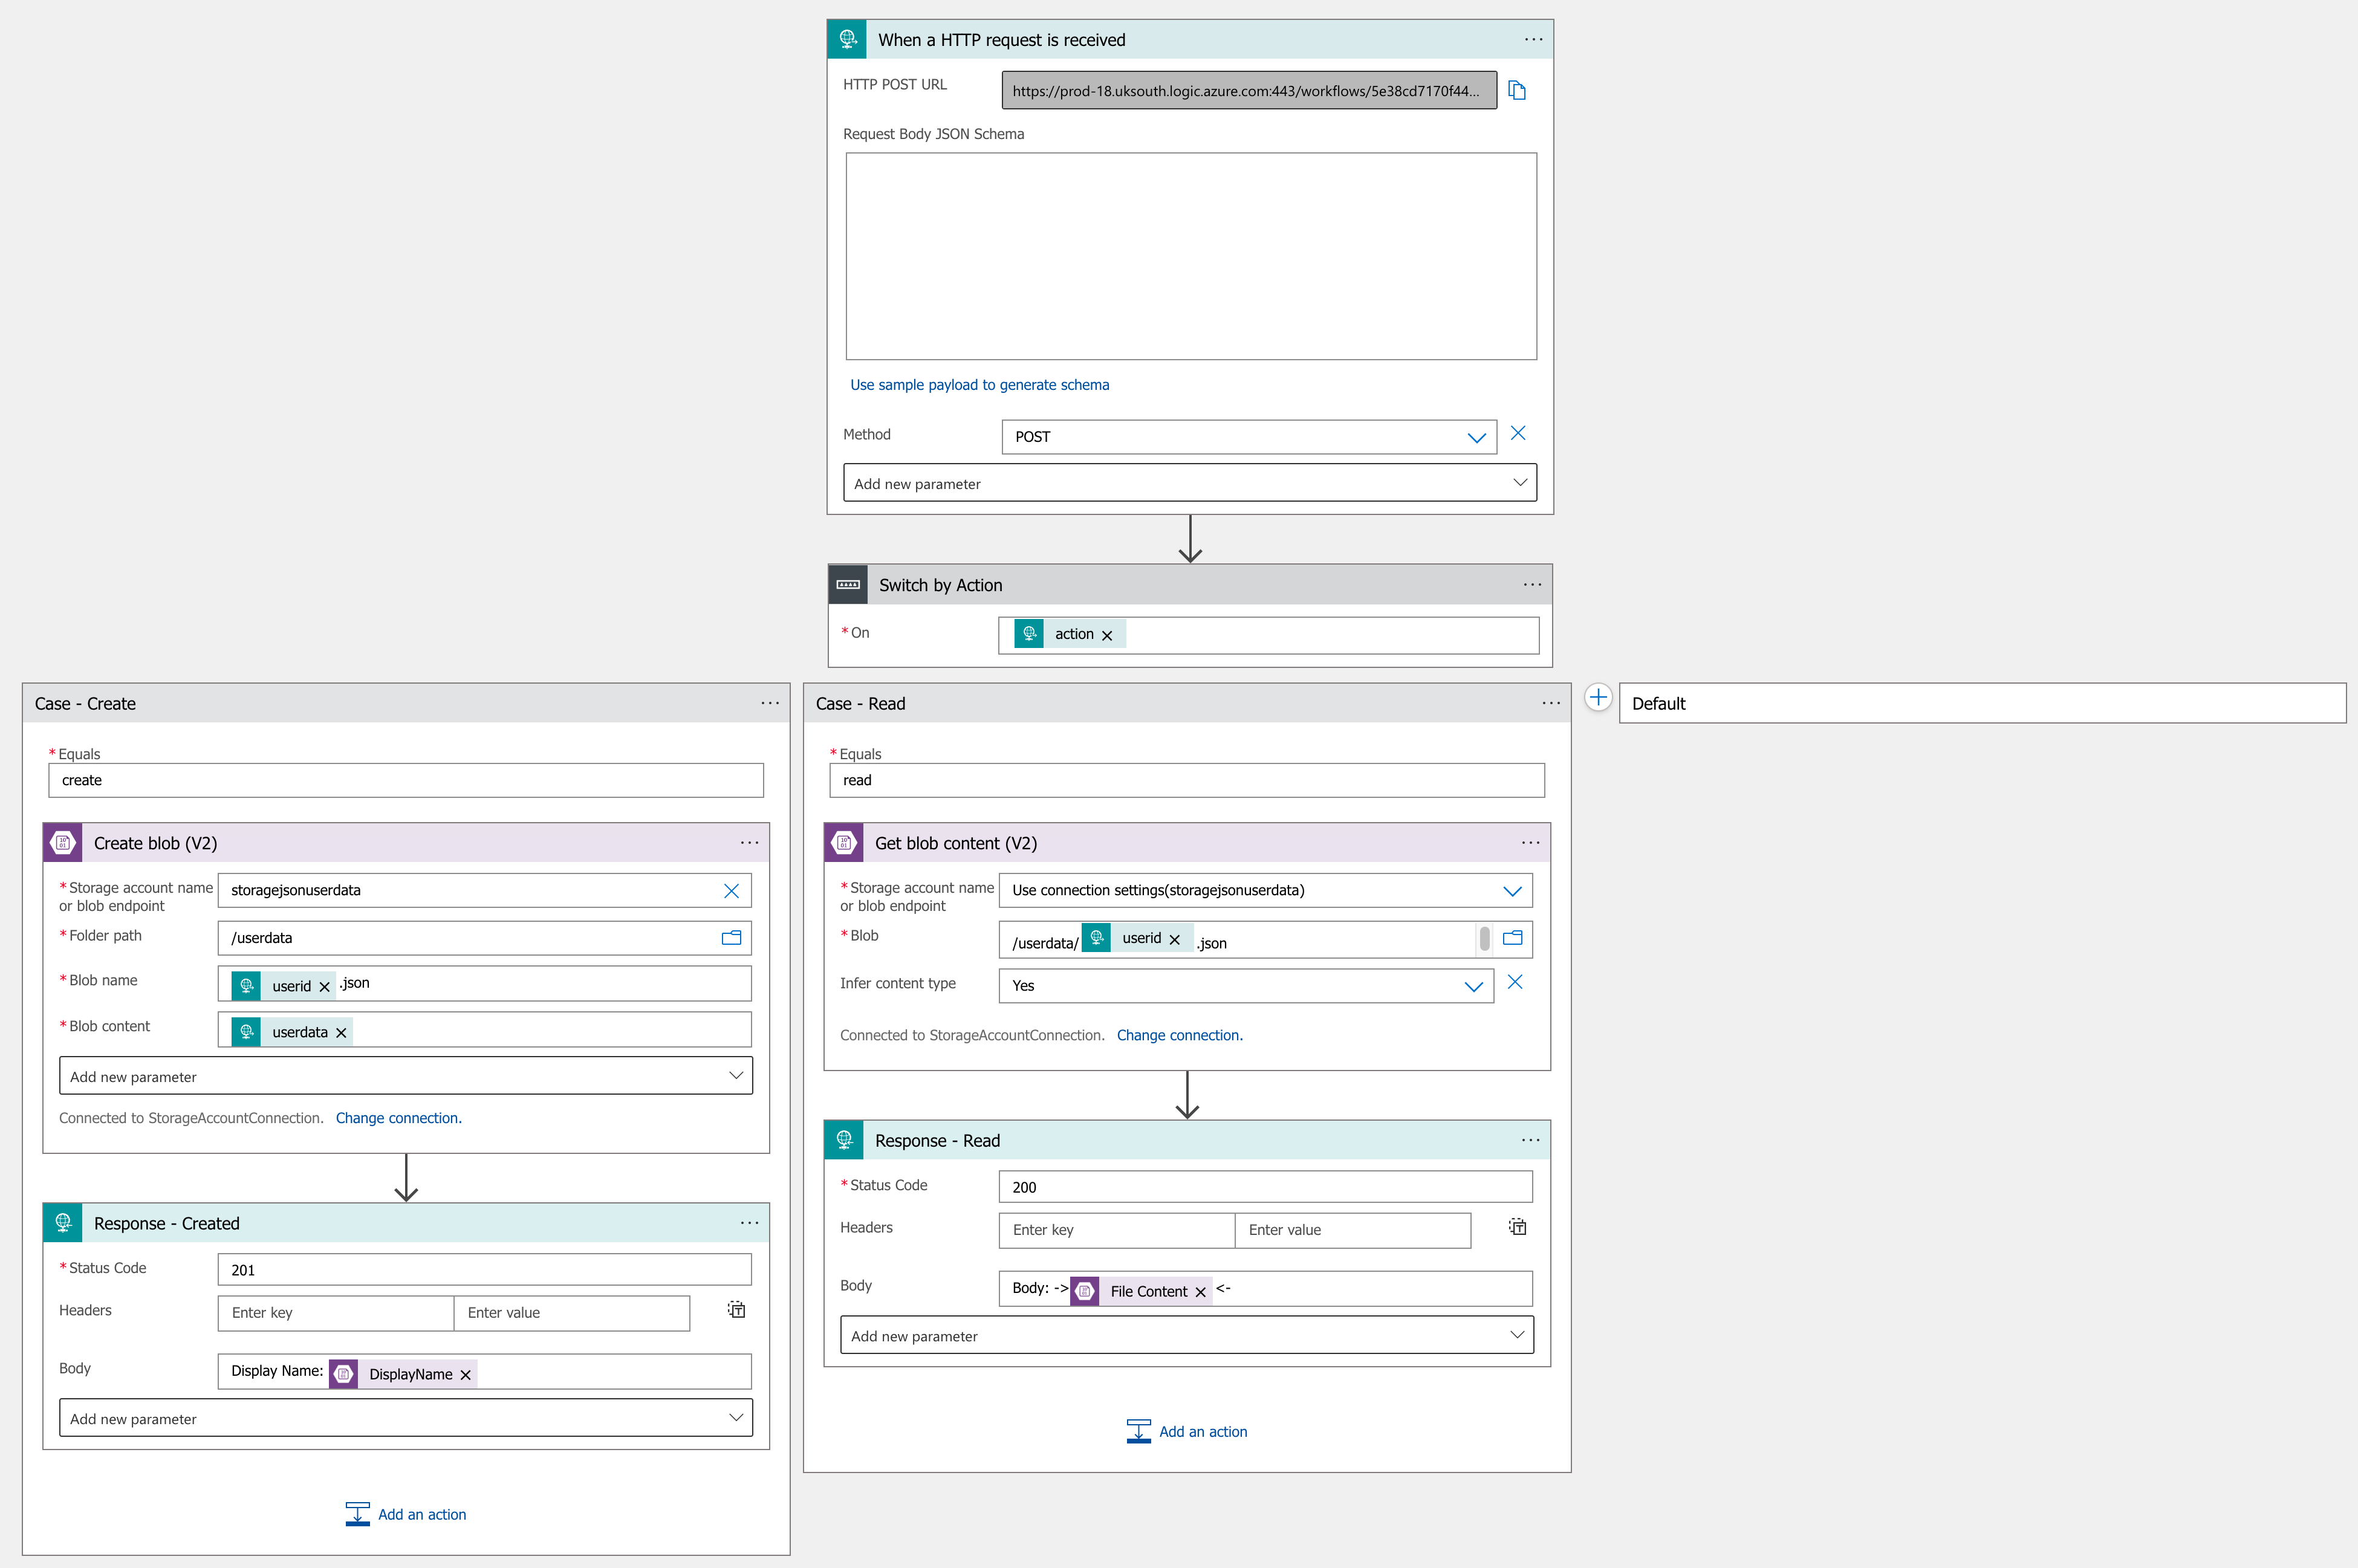 When a HTTP request is received
HTTP POST URL
https://prod-18.uksouth.logic.azure.com:443/workflows/5e38cd7170f44...
Request Body JSON Schema
Use sample payload to generate schema
Method
POST
Add new parameter
Switch by Action
* On
action
Case - Create
* Equals
create
Create blob (V2)
* Storage account name
or blob endpoint
storagejsonuserdata
* Folder path
/userdata
* Blob name
userid .json
* Blob content
userdata
Add new parameter
Connected to StorageAccountConnection. Change connection.
Response - Created
* Status Code
201
Headers
Enter key
Enter value
Body
Display Name: DisplayName
Add new parameter
Add an action
Case - Read
* Equals
read
Get blob content (V2)
* Storage account name
or blob endpoint
Use connection settings(storagejsonuserdata)
* Blob
/userdata/ userid .json
Infer content type
Yes
Connected to StorageAccountConnection. Change connection.
Response - Read
* Status Code
200
Headers
Enter key
Enter value
Body
Body: -> File Content <-
Add new parameter
Add an action
Default